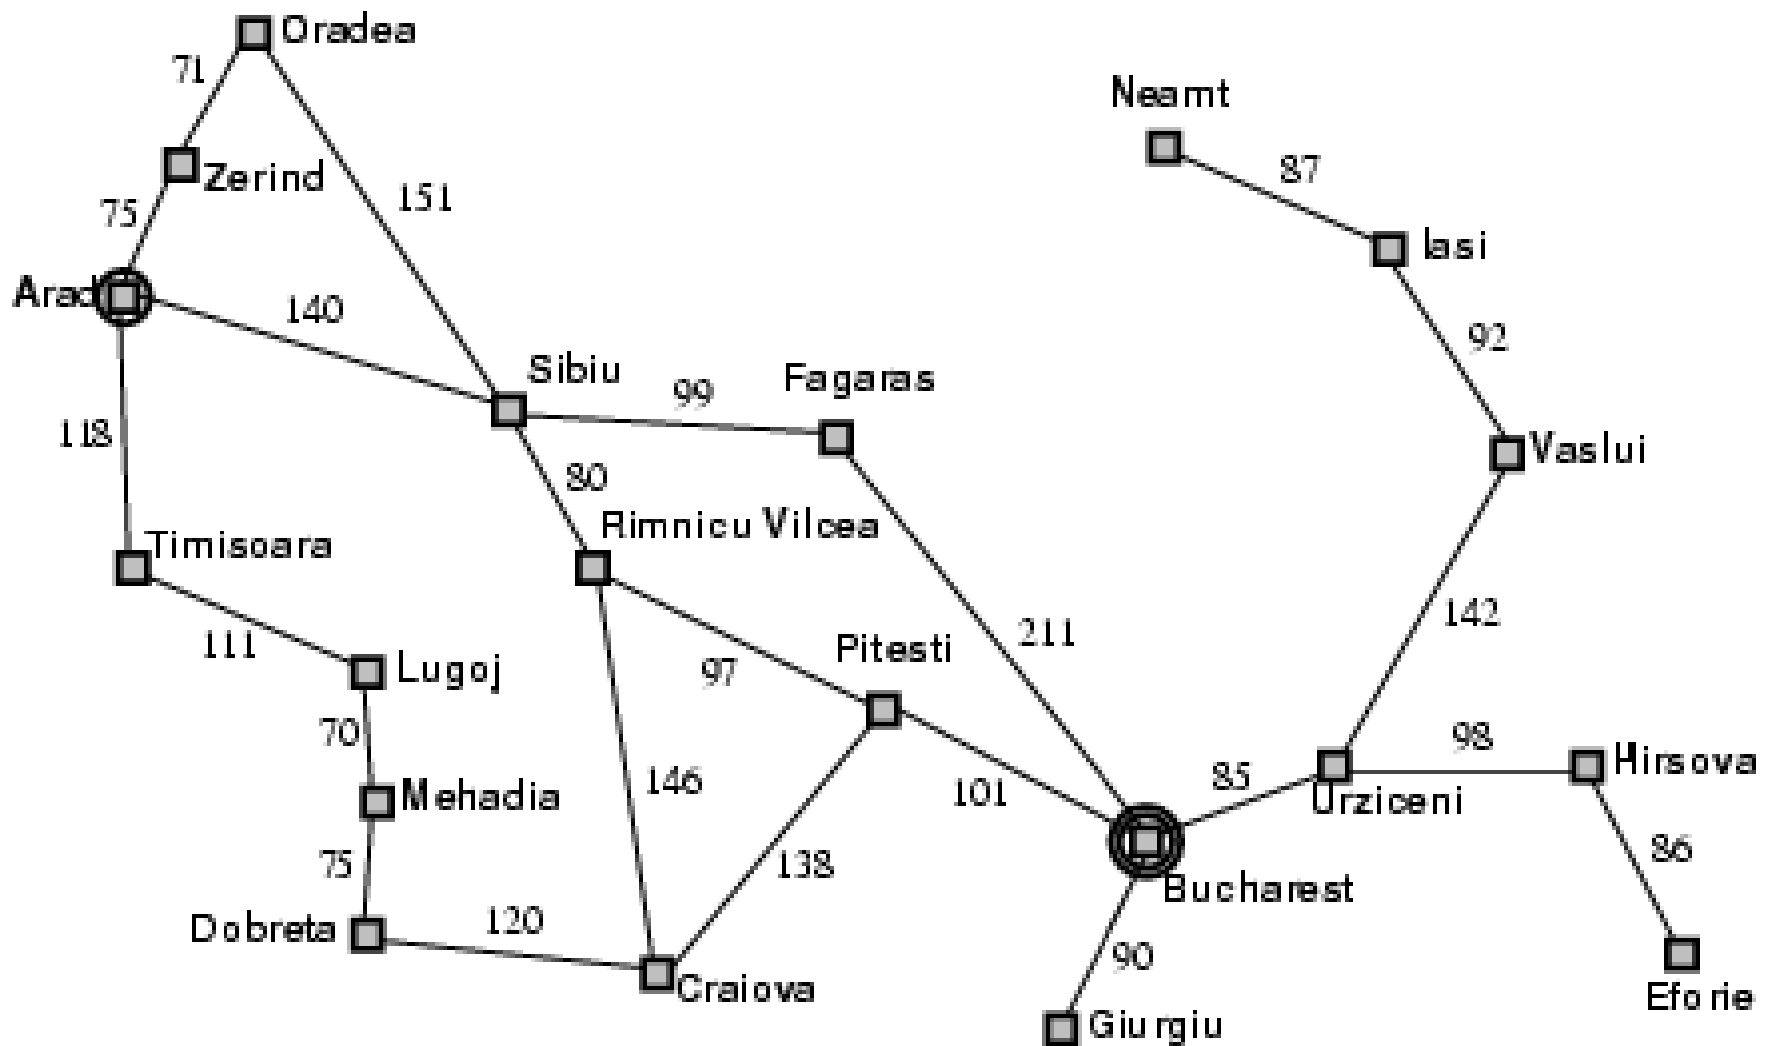 Oradea
71
Neamt
87
Zerind
75
151
Iasi
Arad
140
92
Sibiu
99
Fagaras
118
80
Vaslui
Timisoara
Rimnicu Vilcea
142
211
111
Lugoj
97
Pitesti
70
98
Hirsova
146
101
85
Urziceni
Mehadia
86
75
138
Bucharest
Dobreta
120
90
Craiova
Eforie
Giurgiu